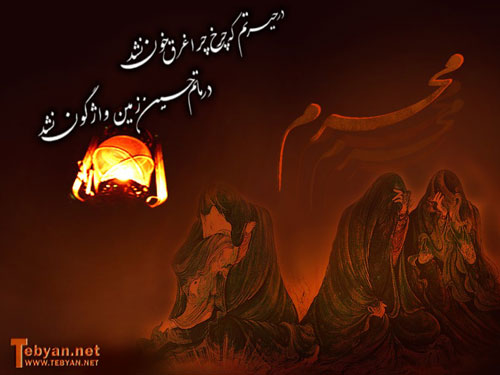 در حیرتم که چرخ چرا غرق خون نشد
در ماتم حسین زمین واژگون نشد
محرم
Tebyan.net
WWW.TEBYAN.NET